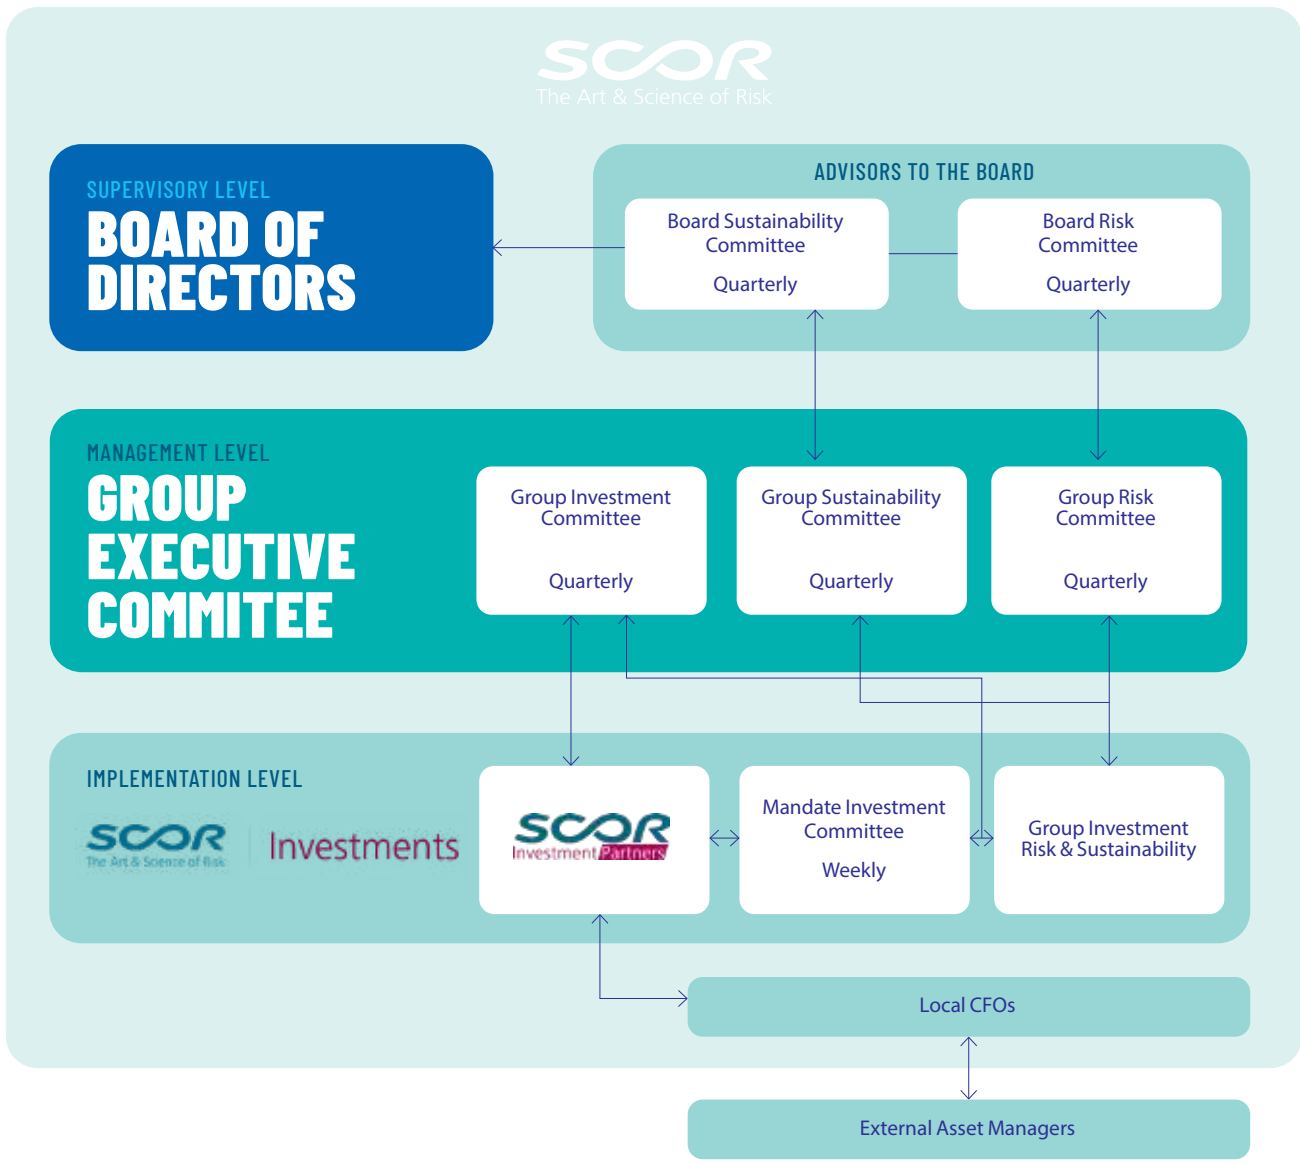 SCOR
The Art & Science of Risk
SUPERVISORY LEVEL
BOARD OF
DIRECTORS
ADVISORS TO THE BOARD
Board Sustainability
Committee
Quarterly
Board Risk
Committee
Quarterly
MANAGEMENT LEVEL
GROUP
EXECUTIVE
COMMITEE
Group Investment
Committee
Quarterly
Group Sustainability
Committee
Quarterly
Group Risk
Committee
Quarterly
IMPLEMENTATION LEVEL
SCOR
The Art & Science of Risk
Investments
SCOR
Investment Partners
Mandate Investment
Committee
Weekly
Group Investment
Risk & Sustainability
Local CFOs
External Asset Managers